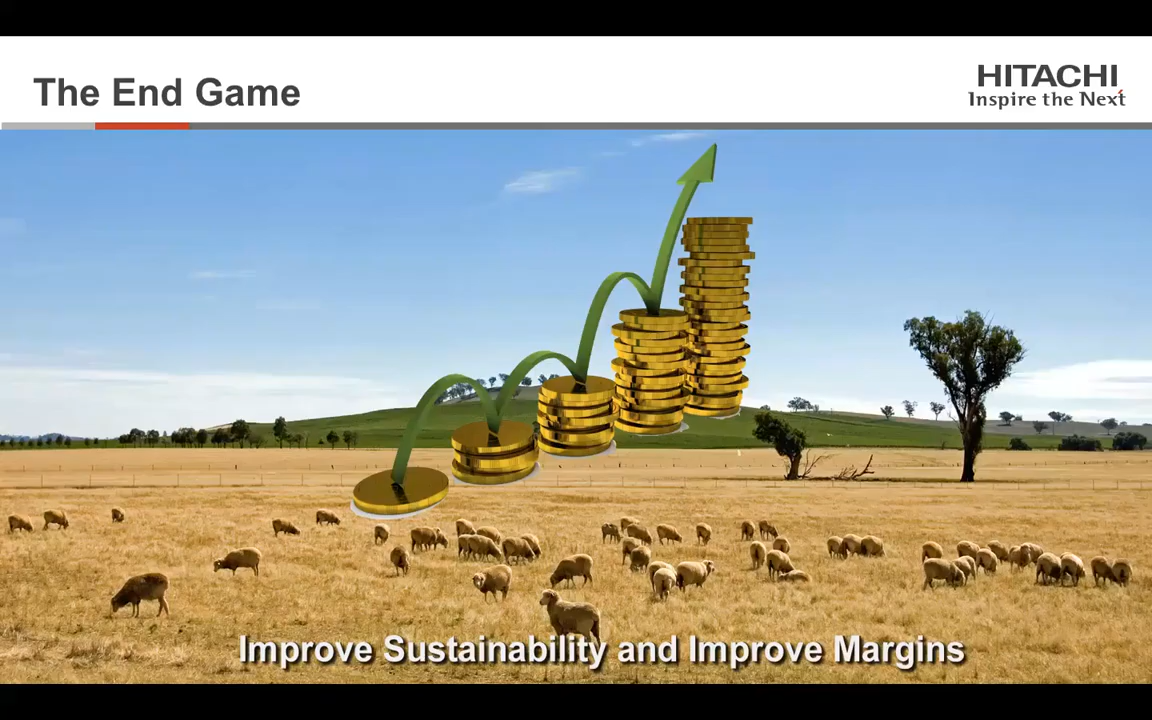 The End Game
HITACHI
Inspire the Next
Improve Sustainability and Improve Margins